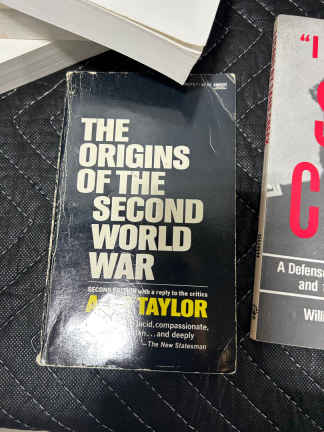 THE
ORIGINS
OF THE
SECOND
WORLD
WAR
SECOND EDITION with a reply to the critics
TAYLOR
lucid, compassionate,
... and deeply
—The New Statesman
"I
S
C
A Defens
and
Willi